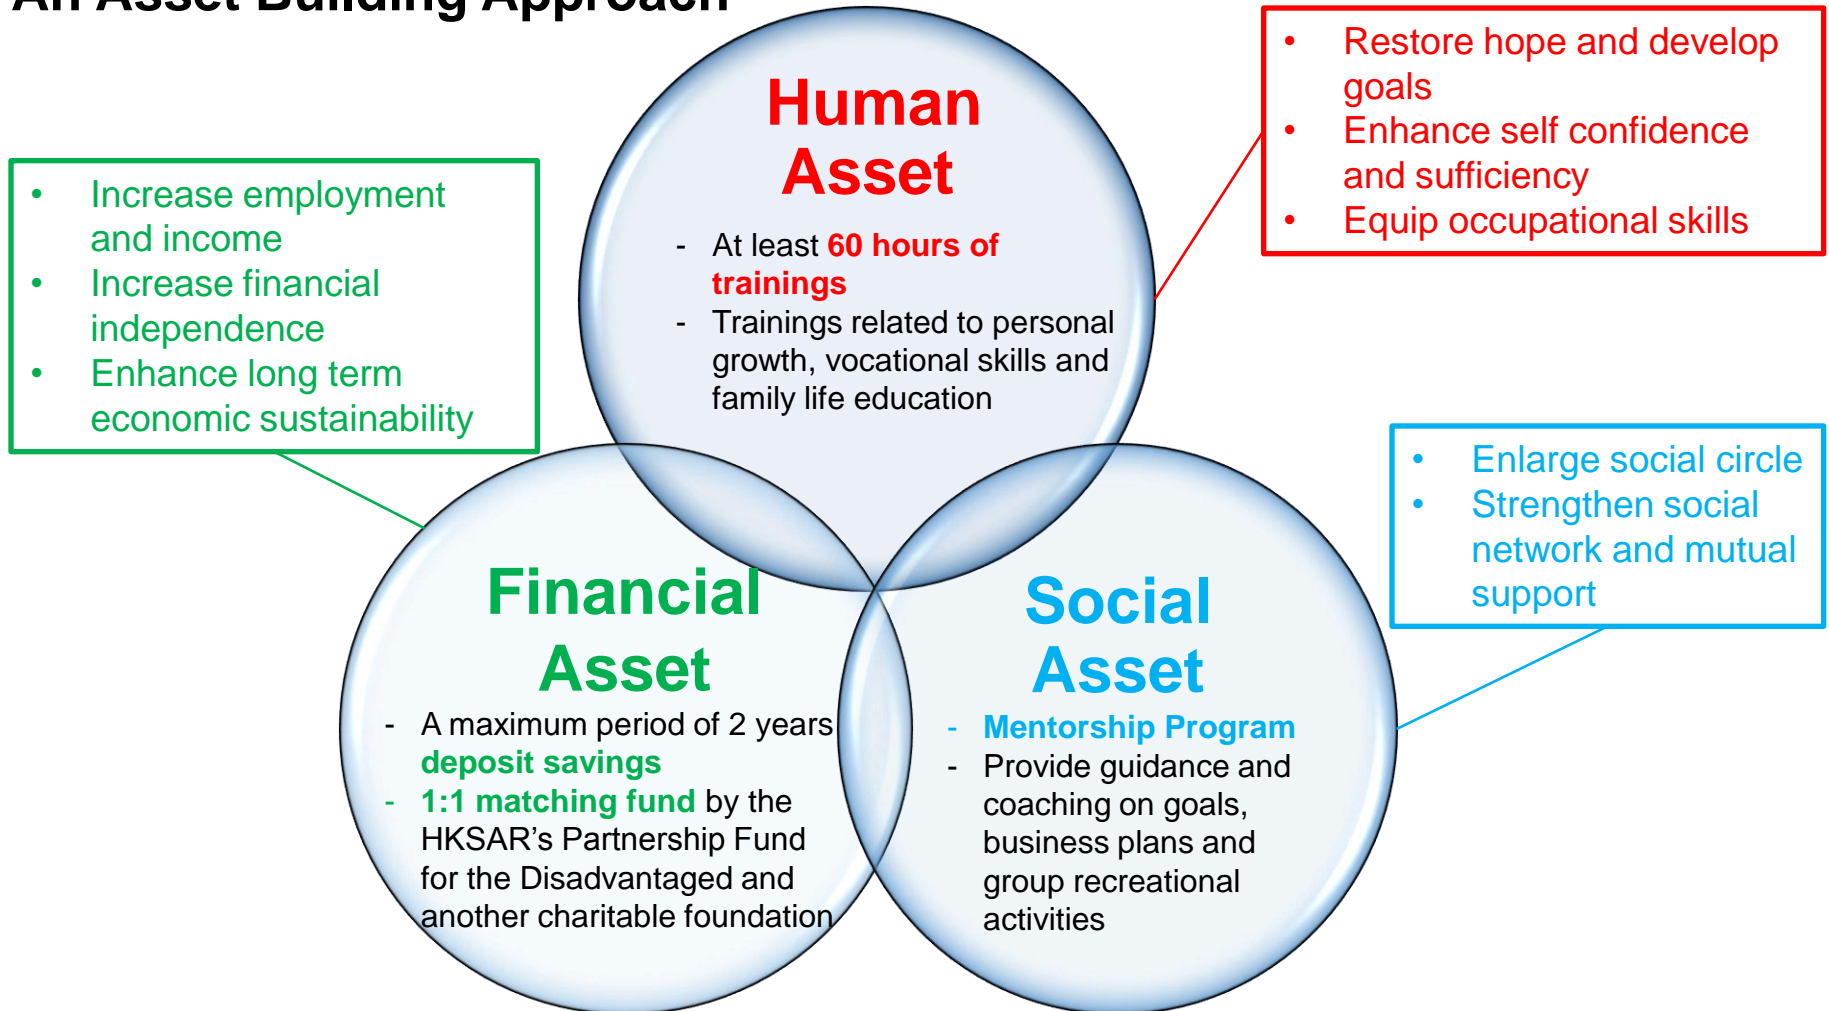 An Asset Building Approach
Human
Asset
- At least 60 hours of
trainings
- Trainings related to personal
growth, vocational skills and
family life education
• Restore hope and develop
goals
• Enhance self confidence
and sufficiency
• Equip occupational skills
• Increase employment
and income
• Increase financial
independence
• Enhance long term
economic sustainability
Financial
Asset
- A maximum period of 2 years
deposit savings
- 1:1 matching fund by the
HKSAR’s Partnership Fund
for the Disadvantaged and
another charitable foundation
Social
Asset
- Mentorship Program
- Provide guidance and
coaching on goals,
business plans and
group recreational
activities
• Enlarge social circle
• Strengthen social
network and mutual
support